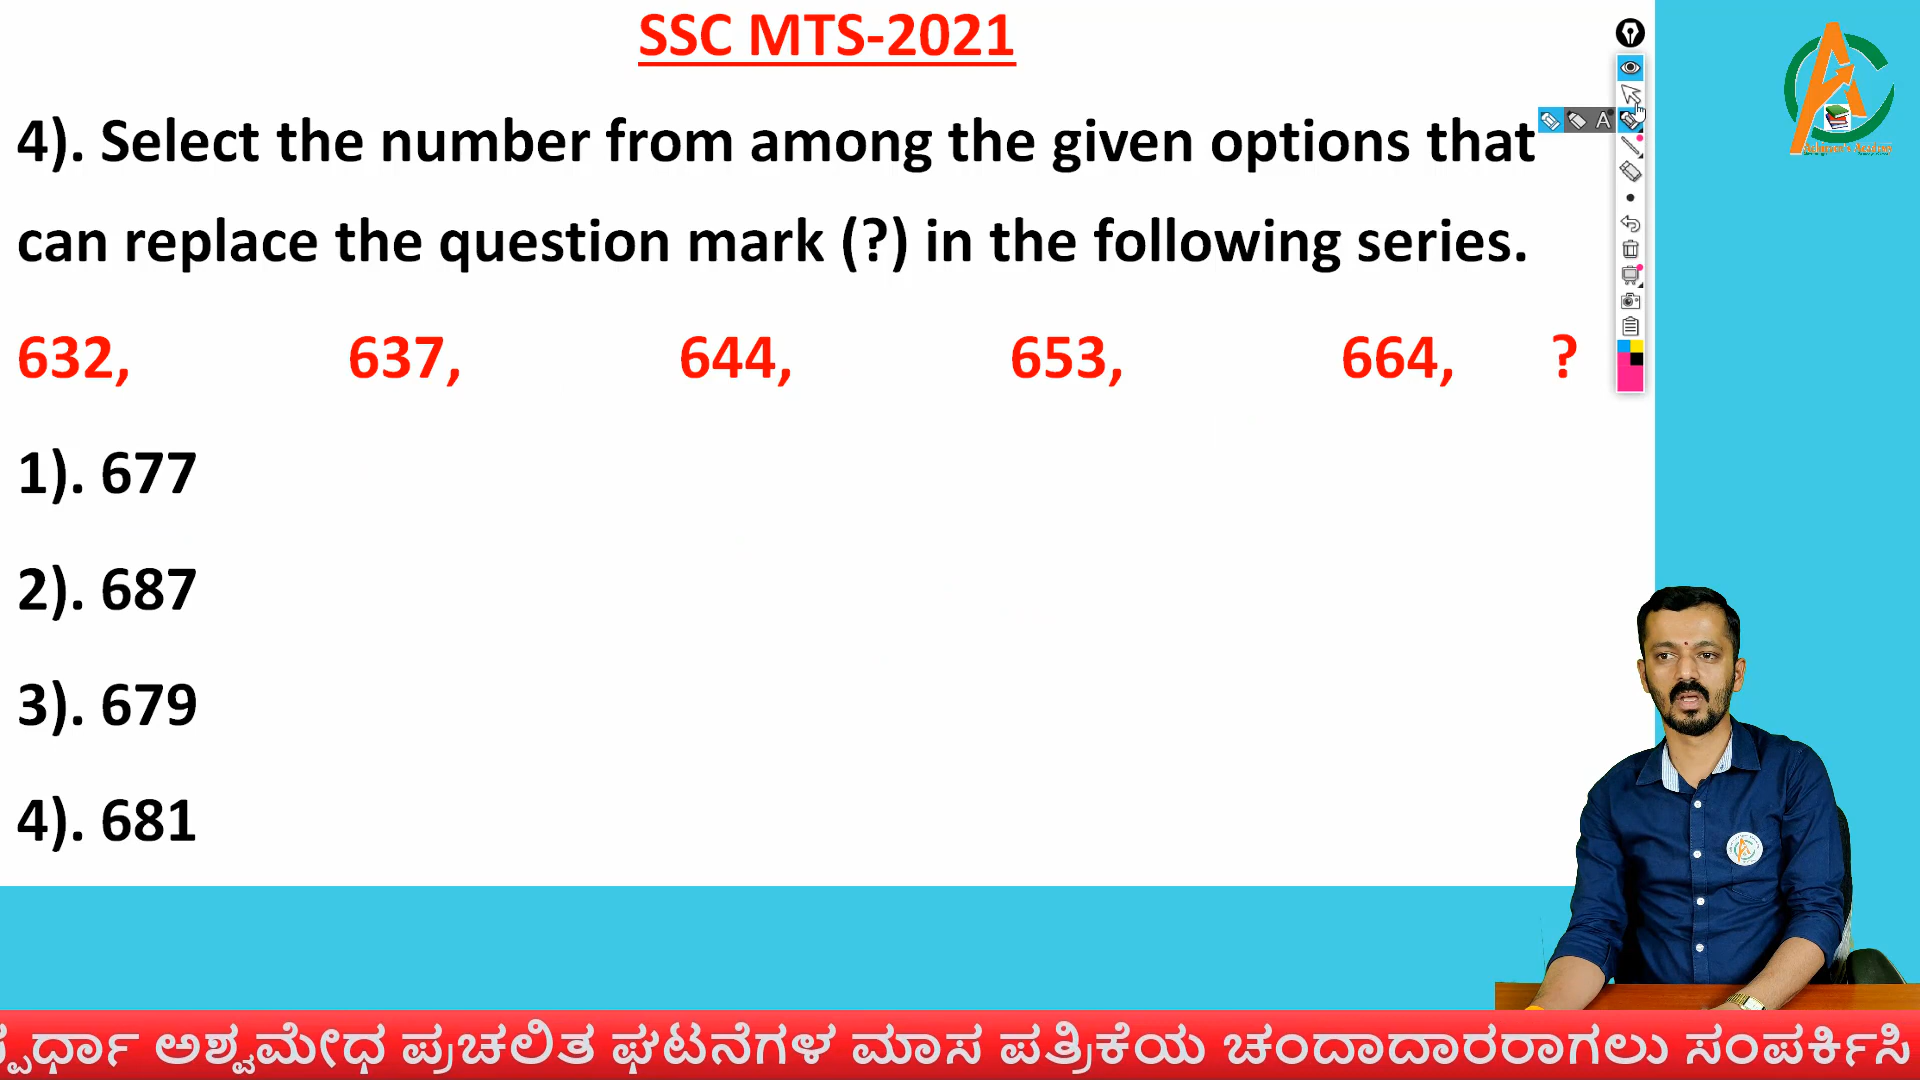 SSC MTS-2021
4). Select the number from among the given options that
can replace the question mark (?) in the following series.
632, 637, 644, 653, 664, ?
1). 677
2). 687
3). 679
4). 681
ಸ್ಪರ್ಧಾ ಅಶ್ವಮೇಧ ಪ್ರಚಲಿತ ಘಟನೆಗಳ ಮಾಸ ಪತ್ರಿಕೆಯ ಚಂದಾದಾರರಾಗಲು ಸಂಪರ್ಕಿಸಿ